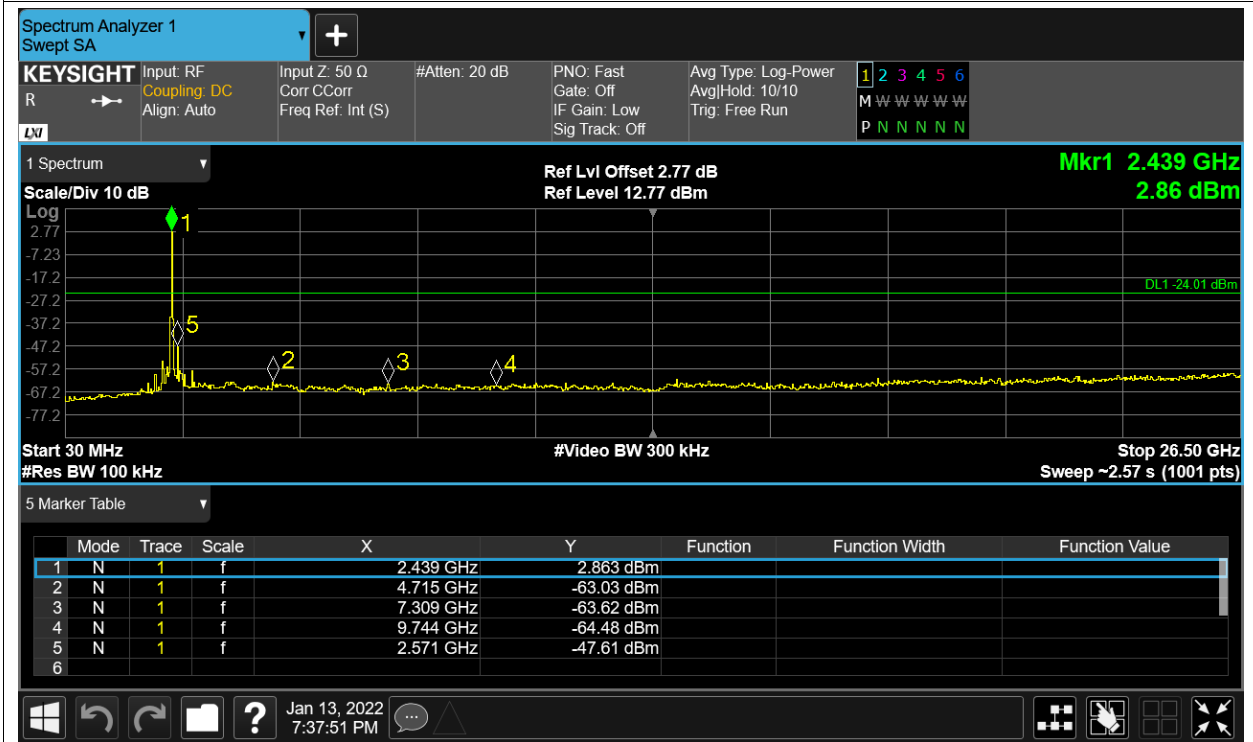 Spectrum Analyzer 1
Swept SA
KEYSIGHT
R
LXI
Input: RF
Coupling: DC
Align: Auto
Input Z: 50 Ω
Corr CCorr
Freq Ref: Int (S)
#Atten: 20 dB
PNO: Fast
Gate: Off
IF Gain: Low
Sig Track: Off
Avg Type: Log-Power
Avg|Hold: 10/10
Trig: Free Run
1 2 3 4 5 6
M W W W W W
P N N N N N
1 Spectrum
Scale/Div 10 dB
Ref Lvl Offset 2.77 dB
Ref Level 12.77 dBm
Mkr1 2.439 GHz
2.86 dBm
Log
2.77
-7.23
-17.2
-27.2
-37.2
-47.2
-57.2
-67.2
-77.2
1
5
2
3
4
DL1 -24.01 dBm
Start 30 MHz
#Video BW 300 kHz
Stop 26.50 GHz
#Res BW 100 kHz
Sweep ~2.57 s (1001 pts)
5 Marker Table
Mode Trace Scale X Y Function Function Width Function Value
1 N 1 f 2.439 GHz 2.863 dBm
2 N 1 f 4.715 GHz -63.03 dBm
3 N 1 f 7.309 GHz -63.62 dBm
4 N 1 f 9.744 GHz -64.48 dBm
5 N 1 f 2.571 GHz -47.61 dBm
6
?
Jan 13, 2022
7:37:51 PM